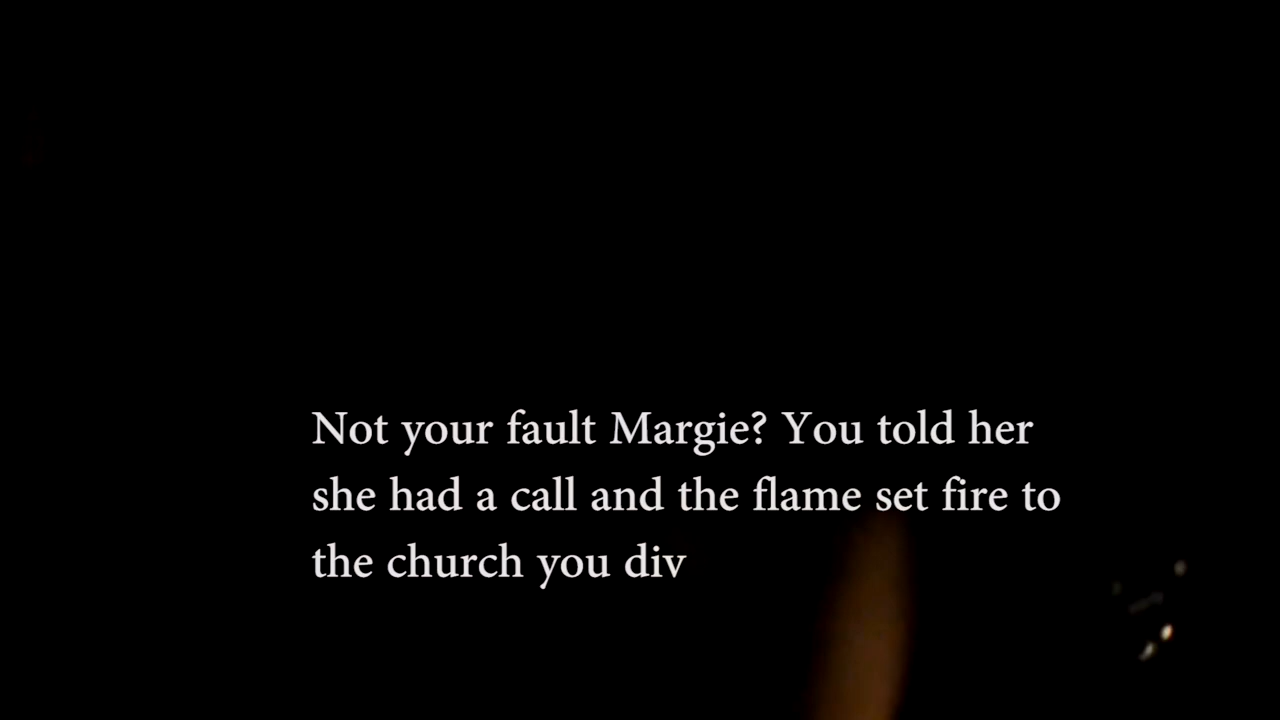 Not your fault Margie? You told her
she had a call and the flame set fire to
the church you div